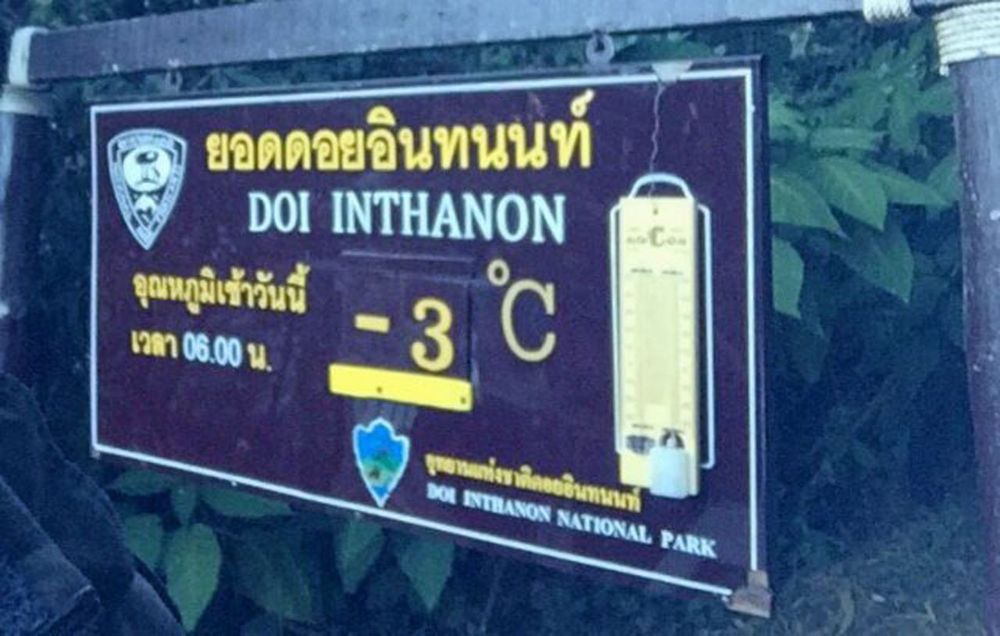 ยอดดอยอินทนนท์
DOI INTHANON
อุณหภูมิเช้าวันนี้
เวลา 06.00 น.
- 3 °C
อุทยานแห่งชาติดอยอินทนนท์
DOI INTHANON NATIONAL PARK